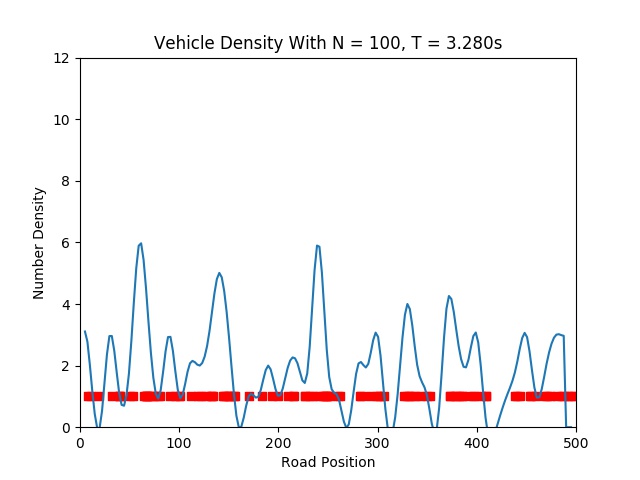 Vehicle Density With N = 100, T = 3.280s
12
10
8
6
4
2
0
Number Density
0 100 200 300 400 500
Road Position